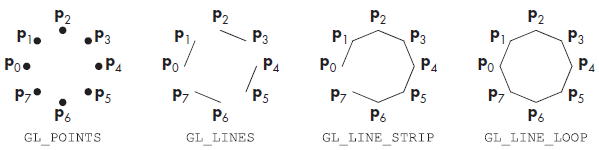 p2 p2 p2 p2
p1 p3 p1 p3 p1 p3 p1 p3
p0 p4 p0 p4 p0 p4 p0 p4
p7 p5 p7 p5 p7 p5 p7 p5
p6 p6 p6 p6
GL_POINTS GL_LINES GL_LINE_STRIP GL_LINE_LOOP